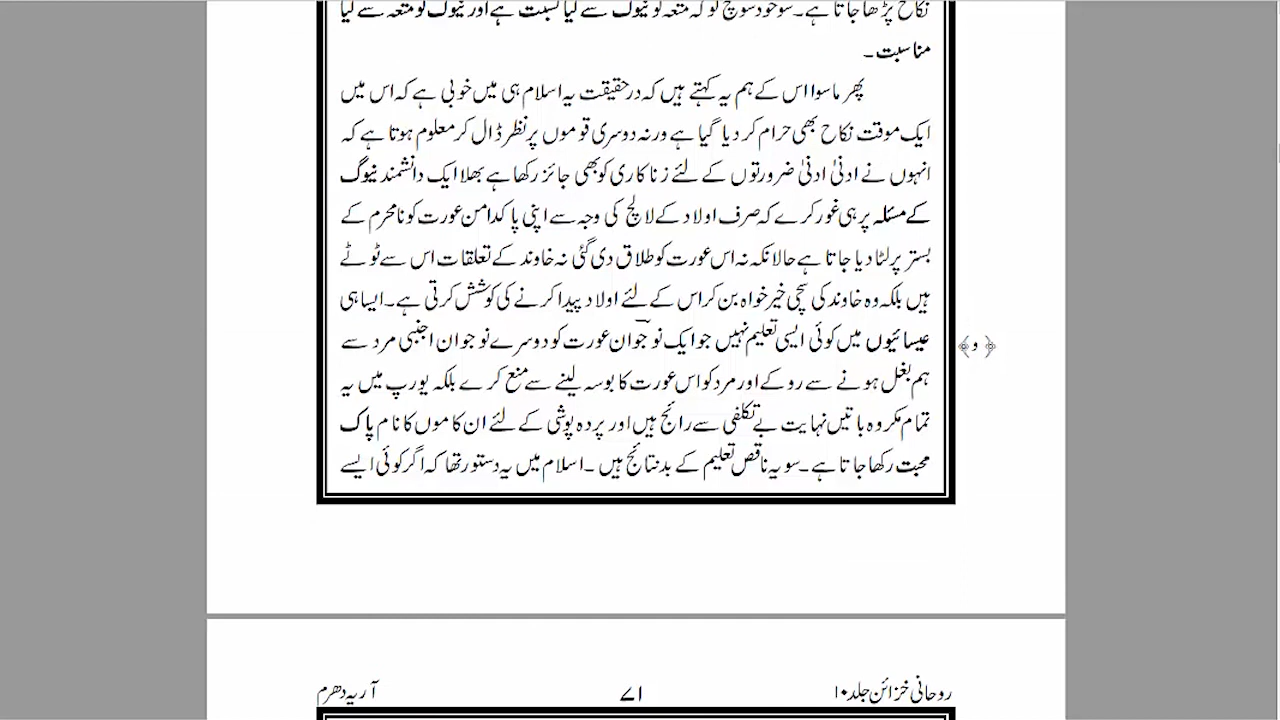 نکاح پڑھا جاتا ہے۔ سو خود سوچ لو کہ متعہ کو نیوگ سے کیا نسبت ہے اور نیوگ کو متعہ سے کیا
مناسبت۔
پھر ماسوا اس کے ہم یہ کہتے ہیں کہ درحقیقت یہ اسلام ہی میں خوبی ہے کہ اس میں
ایک موقت نکاح بھی حرام کر دیا گیا ہے ورنہ دوسری قوموں پر نظر ڈال کر معلوم ہوتا ہے کہ
انہوں نے ادنیٰ ادنیٰ ضرورتوں کے لئے زنا کاری کو بھی جائز رکھا ہے بھلا ایک دانشمند نیوگ
کے مسئلہ پر ہی غور کرے کہ صرف اولاد کے لالچ کی وجہ سے اپنی پاکدامن عورت کو نامحرم کے
بستر پر لٹا دیا جاتا ہے حالانکہ نہ اس عورت کو طلاق دی گئی نہ خاوند کے تعلقات اس سے ٹوٹے
ہیں بلکہ وہ خاوند کی سچی خیر خواہ بن کر اس کے لئے اولاد پیدا کرنے کی کوشش کرتی ہے۔ ایسا ہی
عیسائیوں میں کوئی ایسی تعلیم نہیں جو ایک نوجوان عورت کو دوسرے نوجوان اجنبی مرد سے
﴿و﴾
ہم بغل ہونے سے روکے اور مرد کو اس عورت کا بوسہ لینے سے منع کرے بلکہ یورپ میں یہ
تمام مکروہ باتیں نہایت بے تکلفی سے رائج ہیں اور پردہ پوشی کے لئے ان کاموں کا نام پاک
محبت رکھا جاتا ہے۔ سو یہ ناقص تعلیم کے بدنتائج ہیں۔ اسلام میں یہ دستور تھا کہ اگر کوئی ایسے
روحانی خزائن جلد ۱۰
۷۱
آریہ دھرم